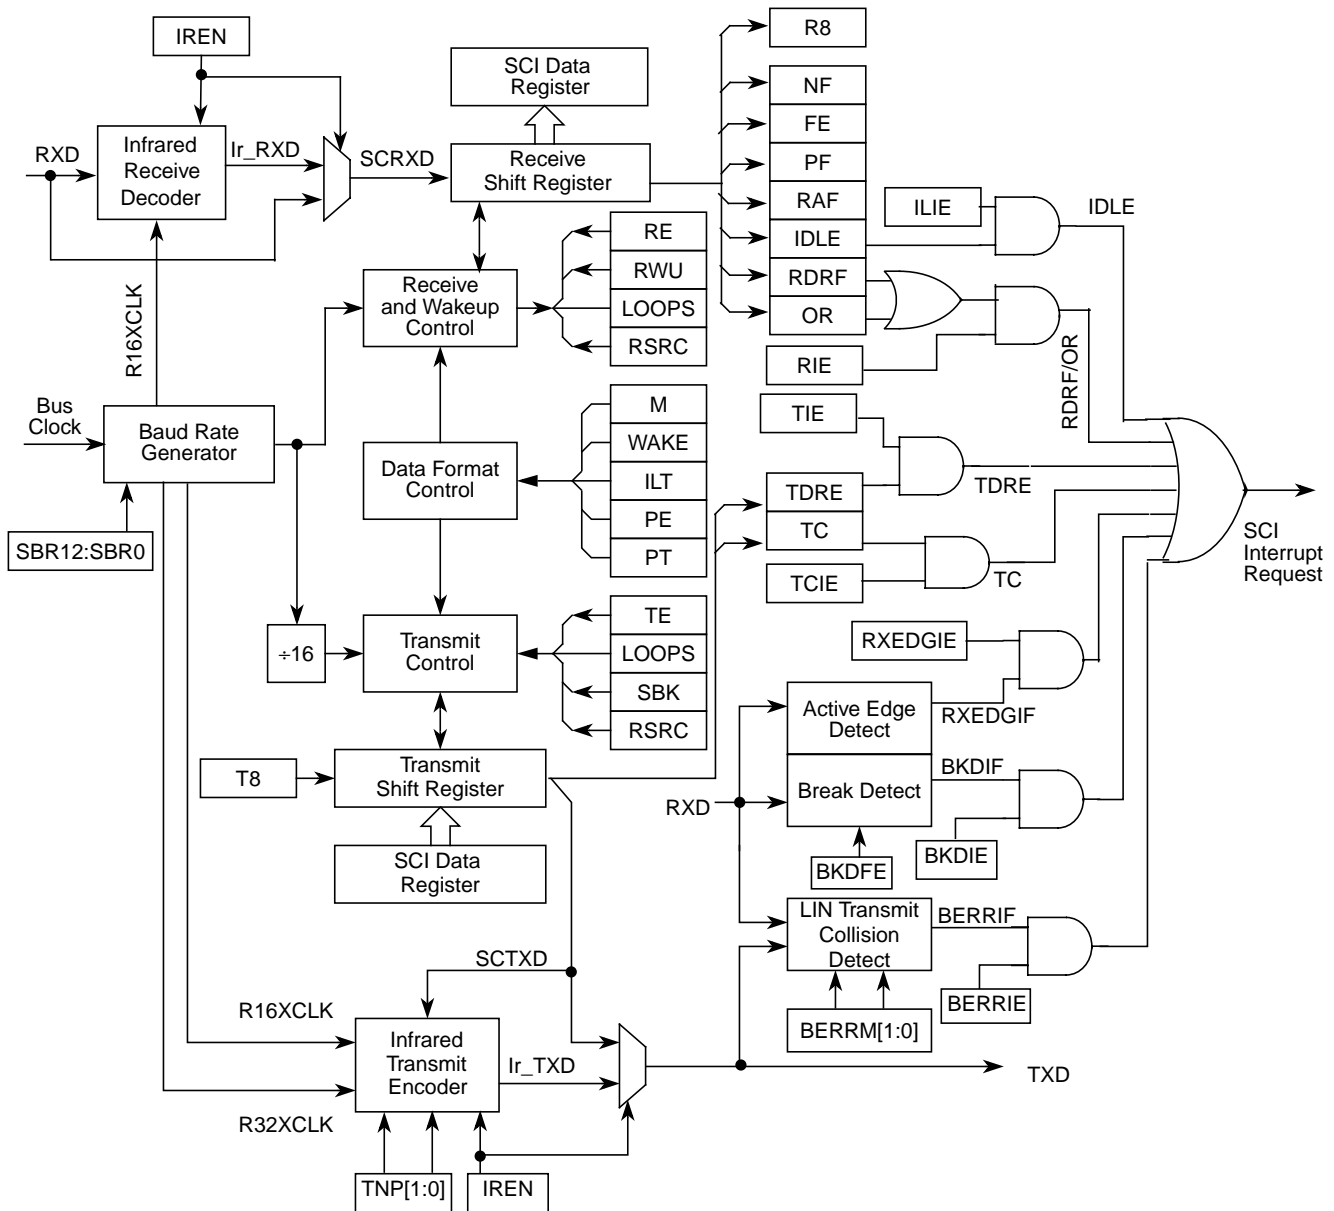 IREN
SCI Data
Register
R8
NF
FE
PF
RAF
IDLE
RDRF
OR
RXD
Infrared
Receive
Decoder
Ir_RXD
SCRXD
Receive
Shift Register
ILIE
IDLE
RE
RWU
LOOPS
RSRC
Receive
and Wakeup
Control
R16XCLK
RIE
RDRF/OR
Bus
Clock
Baud Rate
Generator
M
WAKE
ILT
PE
PT
Data Format
Control
TIE
TDRE
TC
TCIE
TDRE
TC
SCI
Interrupt
Request
SBR12:SBR0
÷16
Transmit
Control
TE
LOOPS
SBK
RSRC
RXEDGIE
Active Edge
Detect
RXEDGIF
T8
Transmit
Shift Register
RXD
Break Detect
BKDIF
BKDIE
BKDFE
SCI Data
Register
LIN Transmit
Collision
Detect
BERRIF
BERRIE
BERRM[1:0]
SCTXD
R16XCLK
Infrared
Transmit
Encoder
Ir_TXD
TXD
R32XCLK
TNP[1:0]
IREN